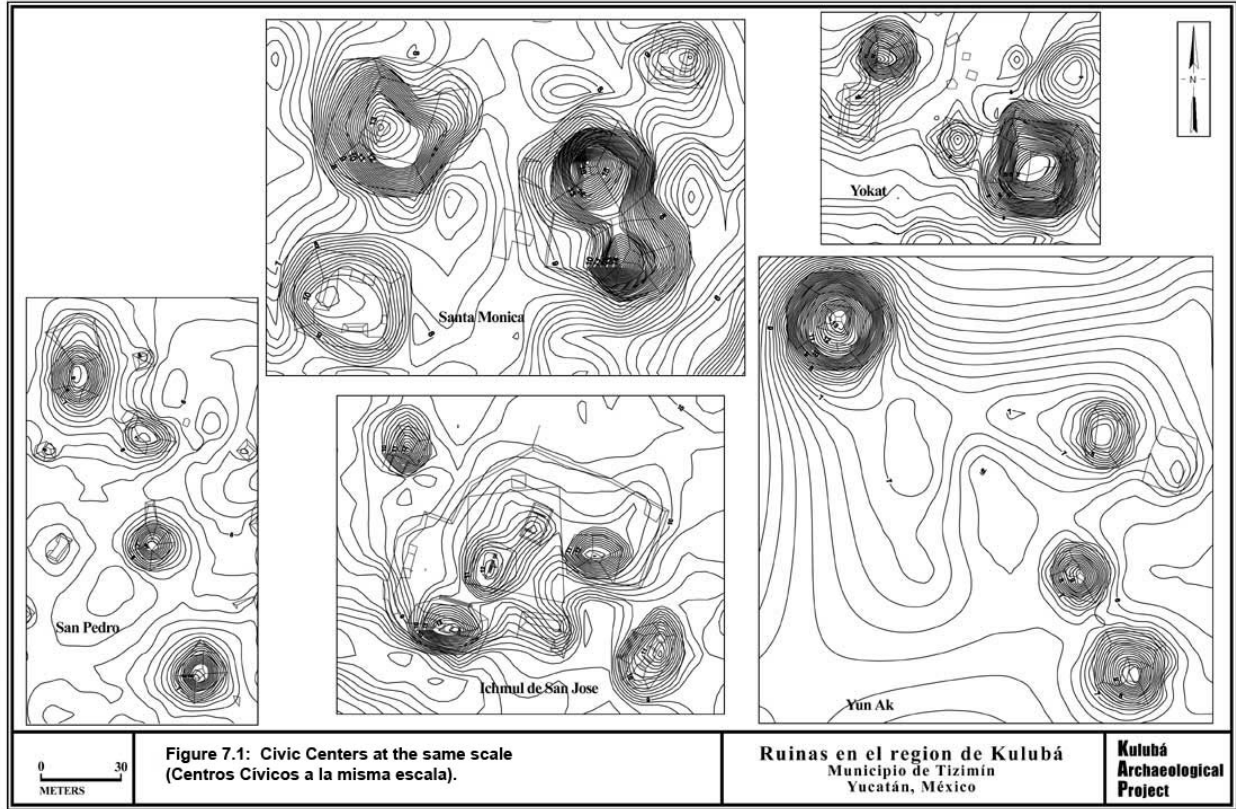 Santa Monica
Yokat
N
San Pedro
Ichmul de San Jose
Yun Ak
0 30
METERS
Figure 7.1: Civic Centers at the same scale
(Centros Cívicos a la misma escala).
Ruinas en el region de Kulubá
Municipio de Tizimín
Yucatán, México
Kulubá
Archaeological
Project